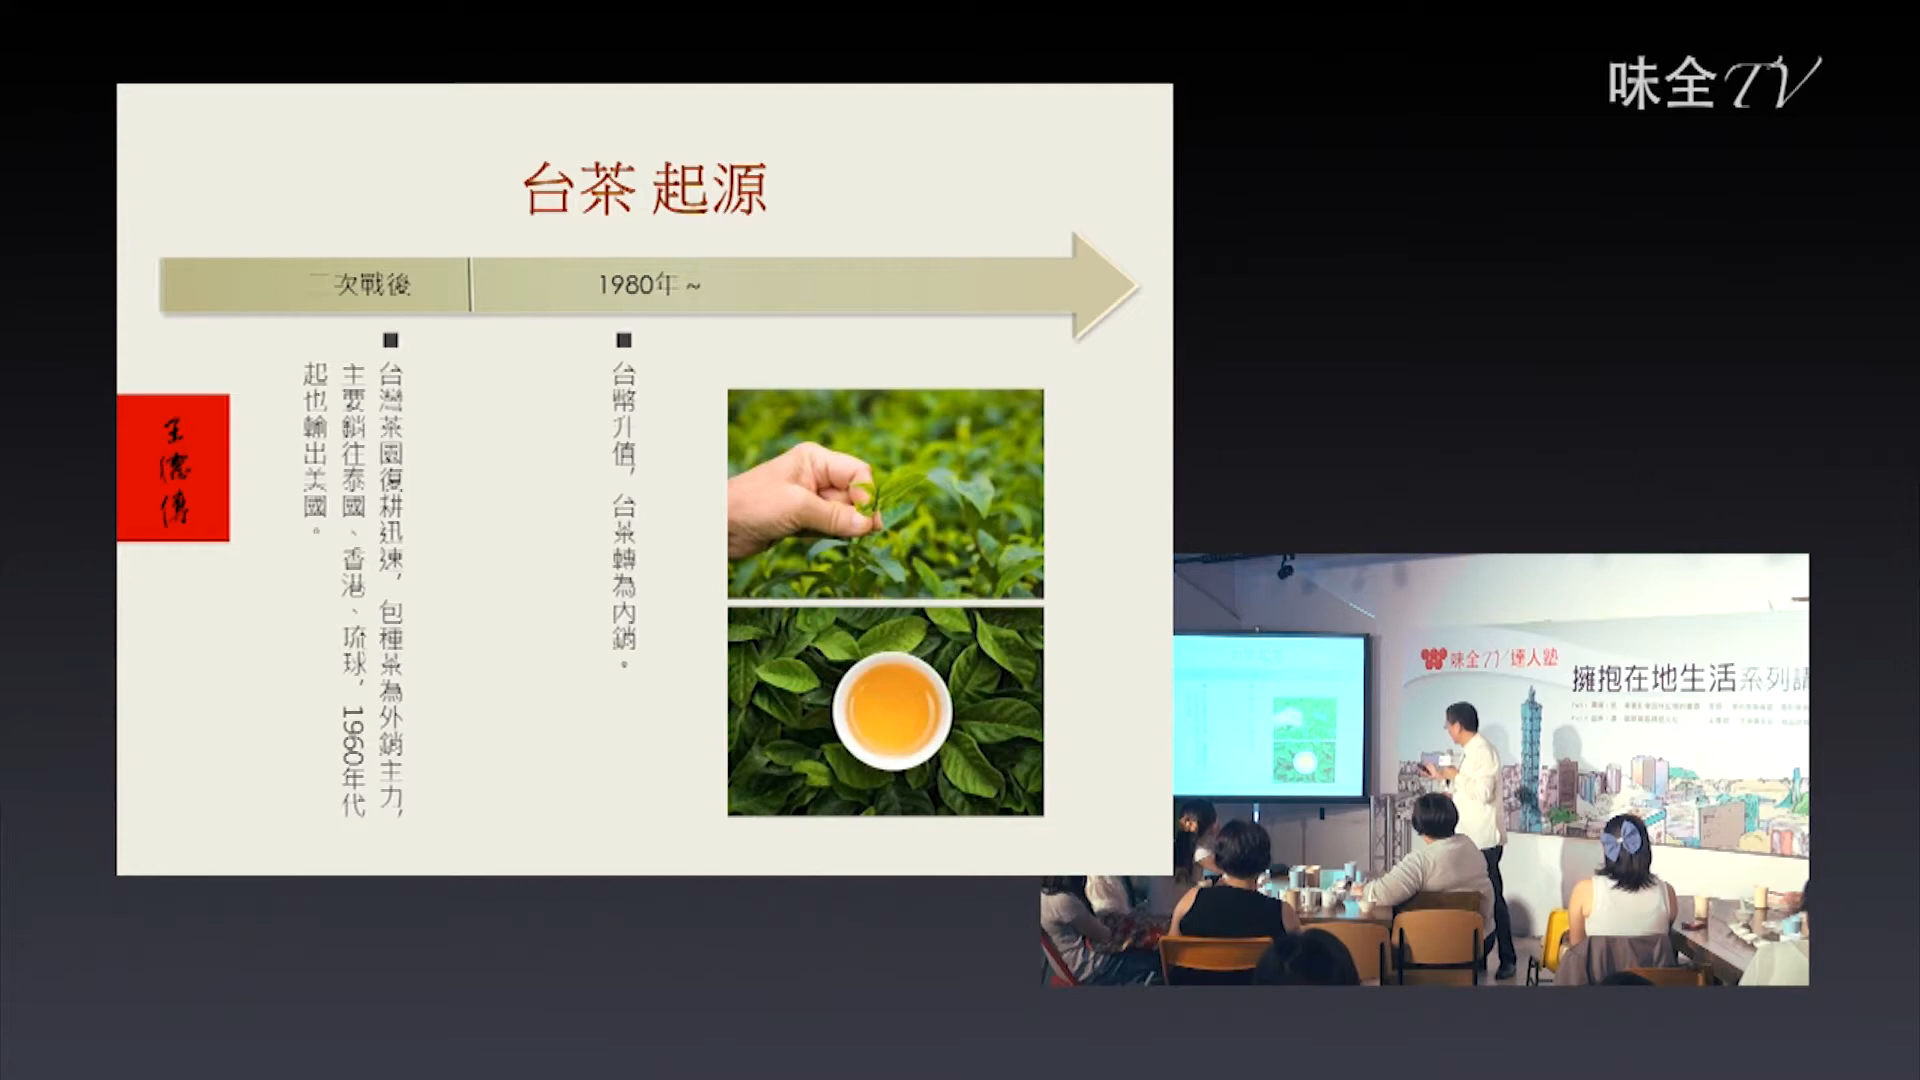 味全TV
台茶 起源
二次戰後
1980年 ~
台灣茶園復耕迅速，包種茶為外銷主力，
主要銷往泰國、香港、琉球，1960年代
起也輸出美國。
台幣升值，台茶轉為內銷。
王德傳
味全TV達人塾
擁抱在地生活系列講